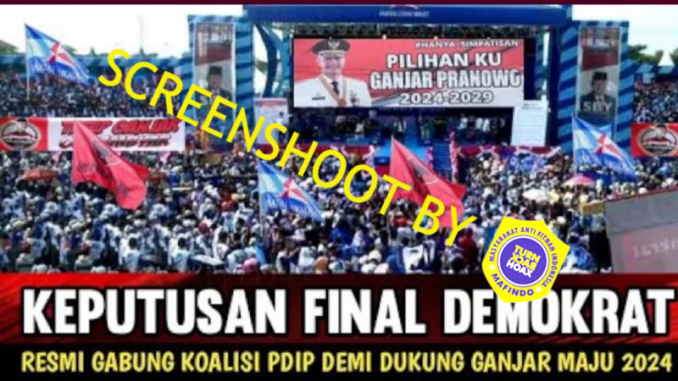 #HANYA SIMPATISAN
PILIHAN KU
GANJAR PRANOWO
2024-2029
SBY
SCREENSHOOT BY
MASYARAKAT ANTI FITNAH INDONESIA
TURN
BACK
HOAX
MAFINDO
KEPUTUSAN FINAL DEMOKRAT
RESMI GABUNG KOALISI PDIP DEMI DUKUNG GANJAR MAJU 2024